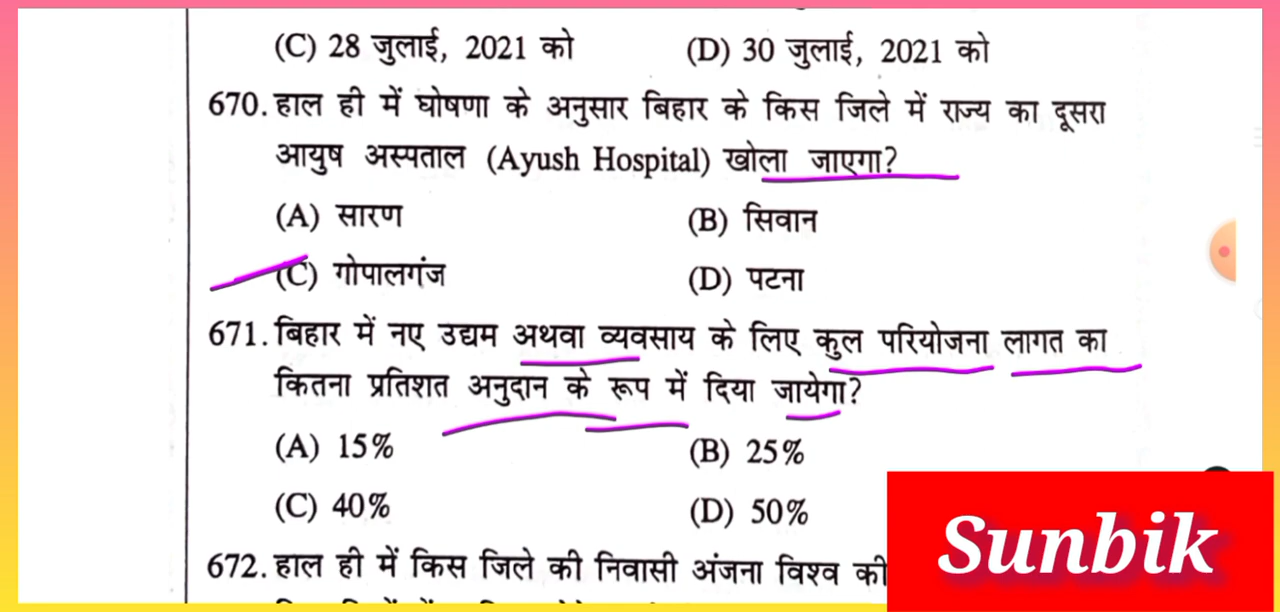 (C) 28 जुलाई, 2021 को (D) 30 जुलाई, 2021 को
670. हाल ही में घोषणा के अनुसार बिहार के किस जिले में राज्य का दूसरा
आयुष अस्पताल (Ayush Hospital) खोला जाएगा?
(A) सारण (B) सिवान
(C) गोपालगंज (D) पटना
671. बिहार में नए उद्यम अथवा व्यवसाय के लिए कुल परियोजना लागत का
कितना प्रतिशत अनुदान के रूप में दिया जायेगा?
(A) 15% (B) 25%
(C) 40% (D) 50%
672. हाल ही में किस जिले की निवासी अंजना विश्व की
Sunbik